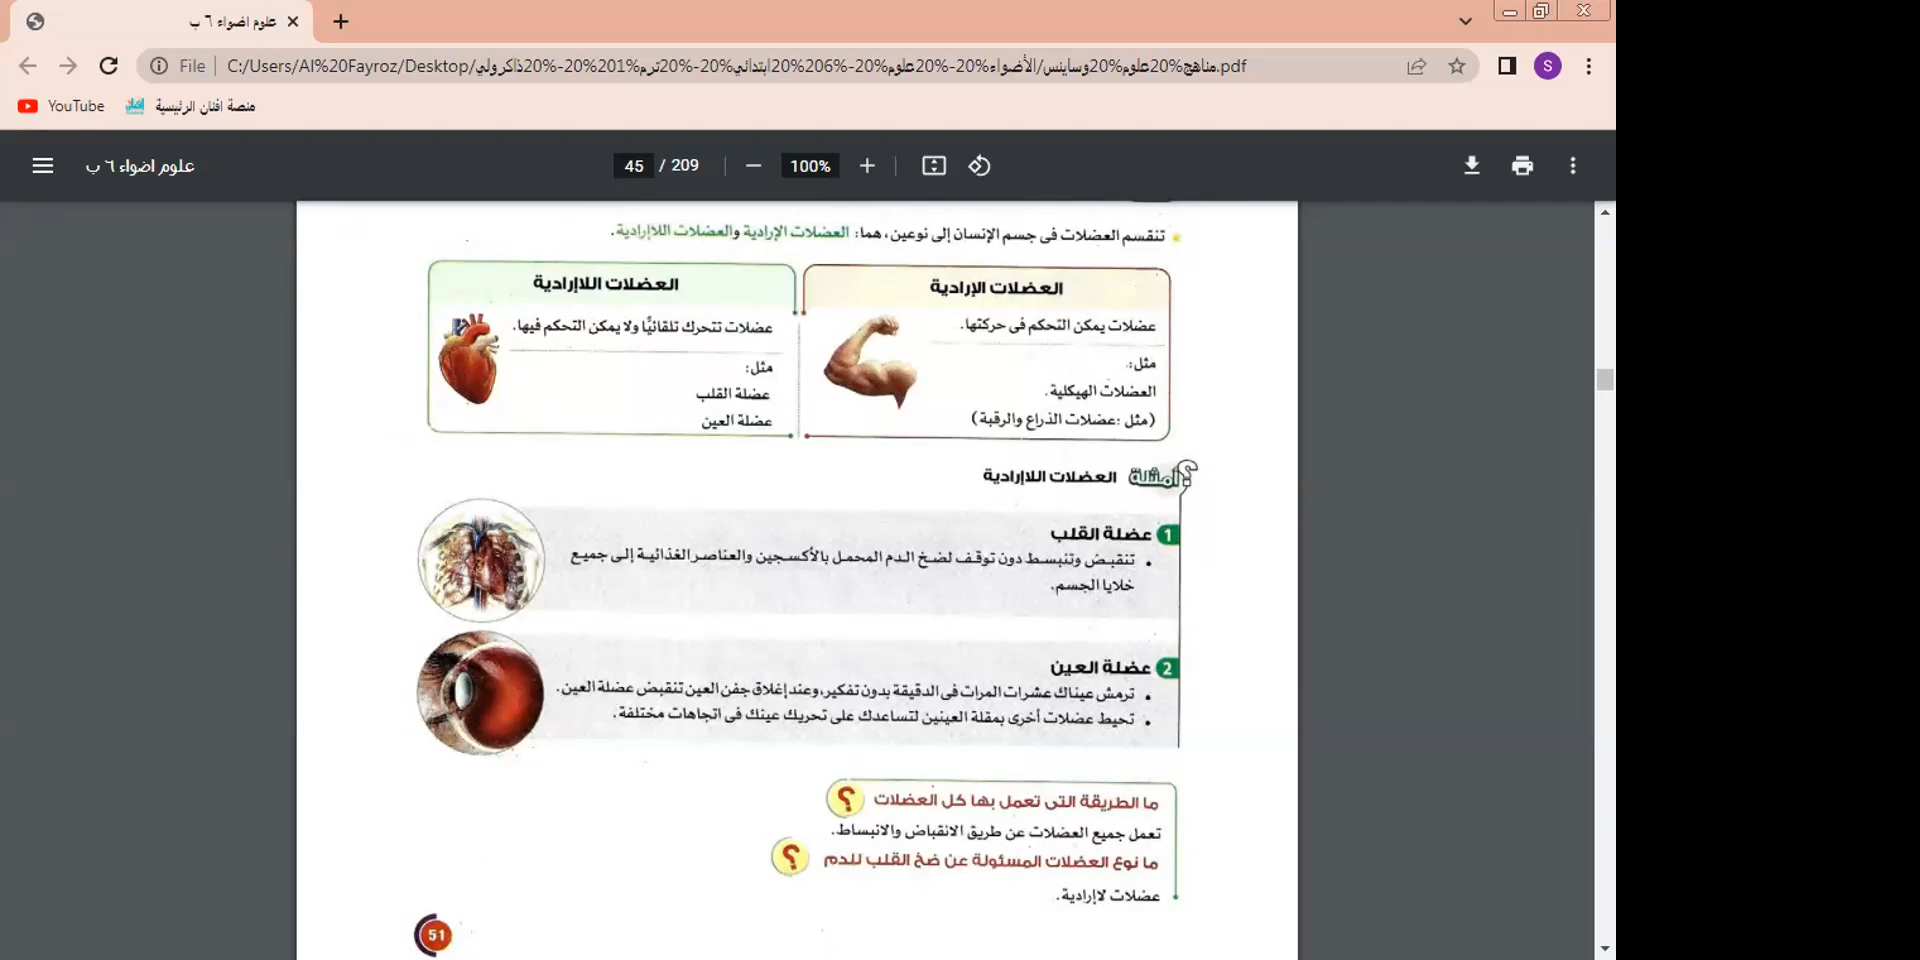 علوم اضواء ٦ ب
File
C:/Users/Al%20Fayroz/Desktop/مناهج%20علوم%20وساينس/الأضواء%20-%20علوم%20-%206%20ابتدائي%20-%20ترم%201%20-%20ذاكرولي.pdf
S
YouTube
منصة افنان الرئيسية
علوم اضواء ٦ ب
45 / 209
100%
تنقسم العضلات فى جسم الإنسان إلى نوعين، هما: العضلات الإرادية والعضلات اللاإرادية.
العضلات الإرادية
عضلات يمكن التحكم فى حركتها.
مثل:
العضلات الهيكلية.
(مثل :عضلات الذراع والرقبة)
العضلات اللاإرادية
عضلات تتحرك تلقائيًّا ولا يمكن التحكم فيها.
مثل:
عضلة القلب
عضلة العين
أمثلة العضلات اللاإرادية
1 عضلة القلب
• تنقبض وتنبسط دون توقف لضخ الدم المحمل بالأكسجين والعناصر الغذائية إلى جميع
خلايا الجسم.
2 عضلة العين
• ترمش عيناك عشرات المرات فى الدقيقة بدون تفكير، وعند إغلاق جفن العين تنقبض عضلة العين.
• تحيط عضلات أخرى بمقلة العينين لتساعدك على تحريك عينك فى اتجاهات مختلفة.
ما الطريقة التى تعمل بها كل العضلات ؟
تعمل جميع العضلات عن طريق الانقباض والانبساط.
ما نوع العضلات المسئولة عن ضخ القلب للدم ؟
عضلات لاإرادية.
51